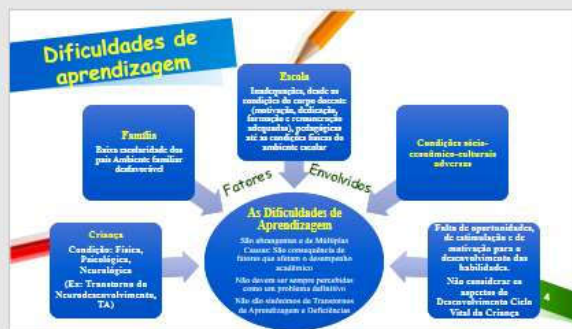 Dificuldades de
aprendizagem
Escola
Inadequações, desde as
condições do corpo docente
(motivação, dedicação,
formação e remuneração
adequadas), pedagógicas
até as condições físicas do
ambiente escolar
Família
Baixa escolaridade dos
pais Ambiente familiar
desfavorável
Condições sócio-
econômico-culturais
adversas
Fatores Envolvidos
Criança
Condição: Física,
Psicológica,
Neurológica
(Ex: Transtorno do
Neurodesenvolvimento,
TA)
As Dificuldades de
Aprendizagem
São abrangentes e de Múltiplas
Causas: São consequência de
fatores que afetam o desempenho
acadêmico
Não devem ser sempre percebidas
como um problema definitivo
Não são sinônimos de Transtornos
de Aprendizagem e Deficiências
Falta de oportunidades,
de estimulação e de
motivação para o
desenvolvimento das
habilidades.
Não considerar os
aspectos do
Desenvolvimento Ciclo
Vital da Criança
4